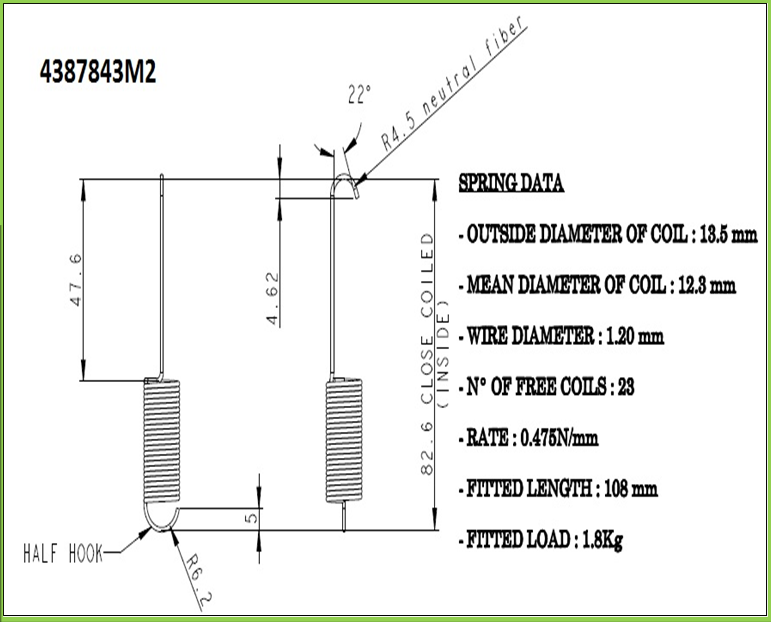 4387843M2
22°
R4.5 neutral fiber
47.6
4.62
82.6 CLOSE COILED
(INSIDE)
5
HALF HOOK
R6.2
SPRING DATA
- OUTSIDE DIAMETER OF COIL : 13.5 mm
- MEAN DIAMETER OF COIL : 12.3 mm
- WIRE DIAMETER : 1.20 mm
- N° OF FREE COILS : 23
- RATE : 0.475N/mm
- FITTED LENGTH : 108 mm
- FITTED LOAD : 1.8Kg